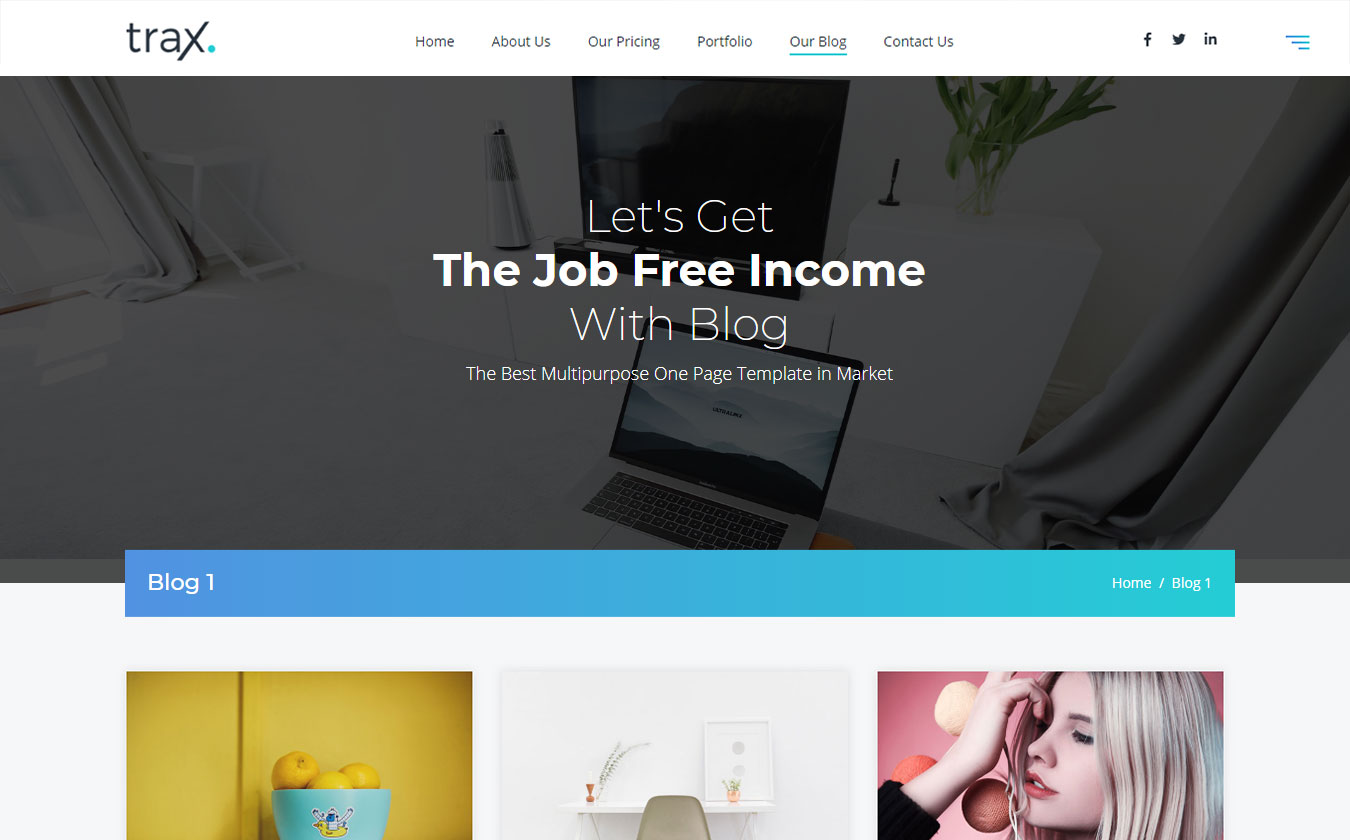 trax.
Home About Us Our Pricing Portfolio Our Blog Contact Us
Let's Get
The Job Free Income
With Blog
The Best Multipurpose One Page Template in Market
ULTRALINX
Blog 1
Home / Blog 1